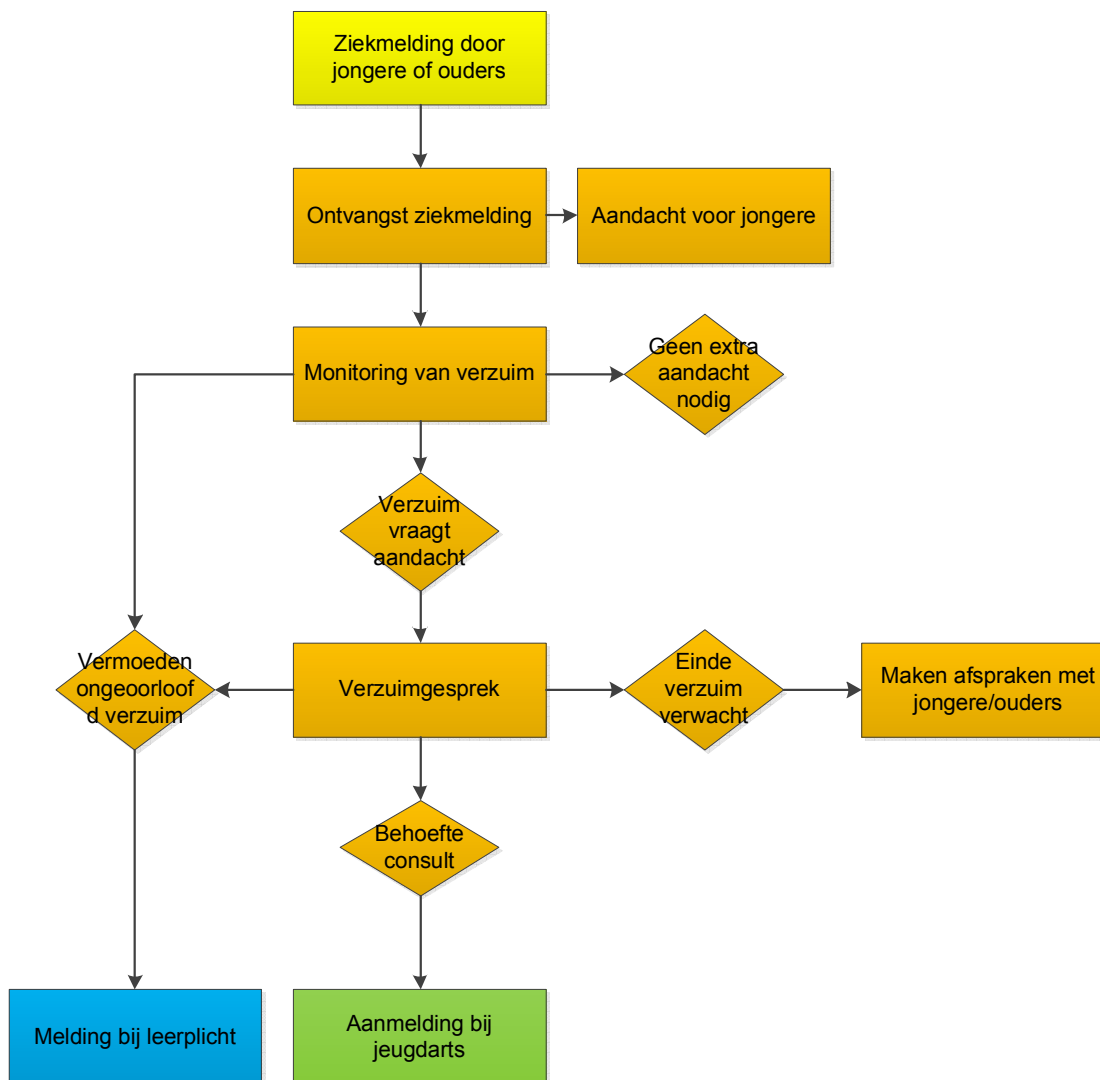 Ziekmelding door
jongere of ouders
Ontvangst ziekmelding
Aandacht voor jongere
Monitoring van verzuim
Geen extra
aandacht
nodig
Verzuim
vraagt
aandacht
Vermoeden
ongeoorloof
d verzuim
Verzuimgesprek
Einde
verzuim
verwacht
Maken afspraken met
jongere/ouders
Behoefte
consult
Melding bij leerplicht
Aanmelding bij
jeugdarts